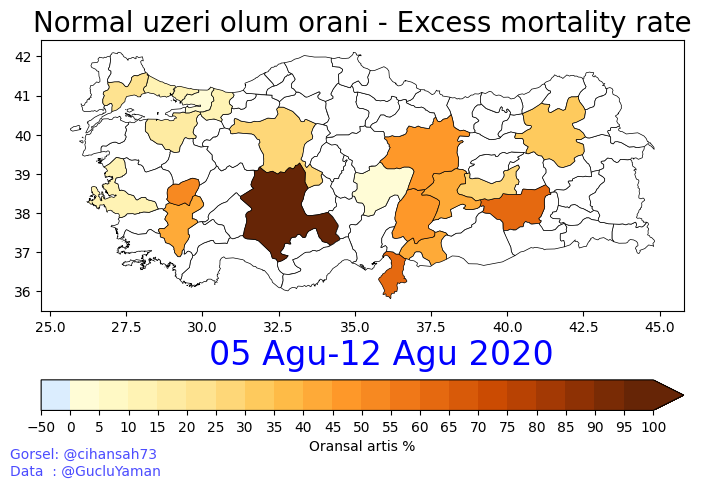 Normal uzeri olum orani - Excess mortality rate
42
41
40
39
38
37
36
25.0 27.5 30.0 32.5 35.0 37.5 40.0 42.5 45.0
05 Agu-12 Agu 2020
−50 0 5 10 15 20 25 30 35 40 45 50 55 60 65 70 75 80 85 90 95 100
Oransal artis %
Gorsel: @cihansah73
Data  : @GucluYaman